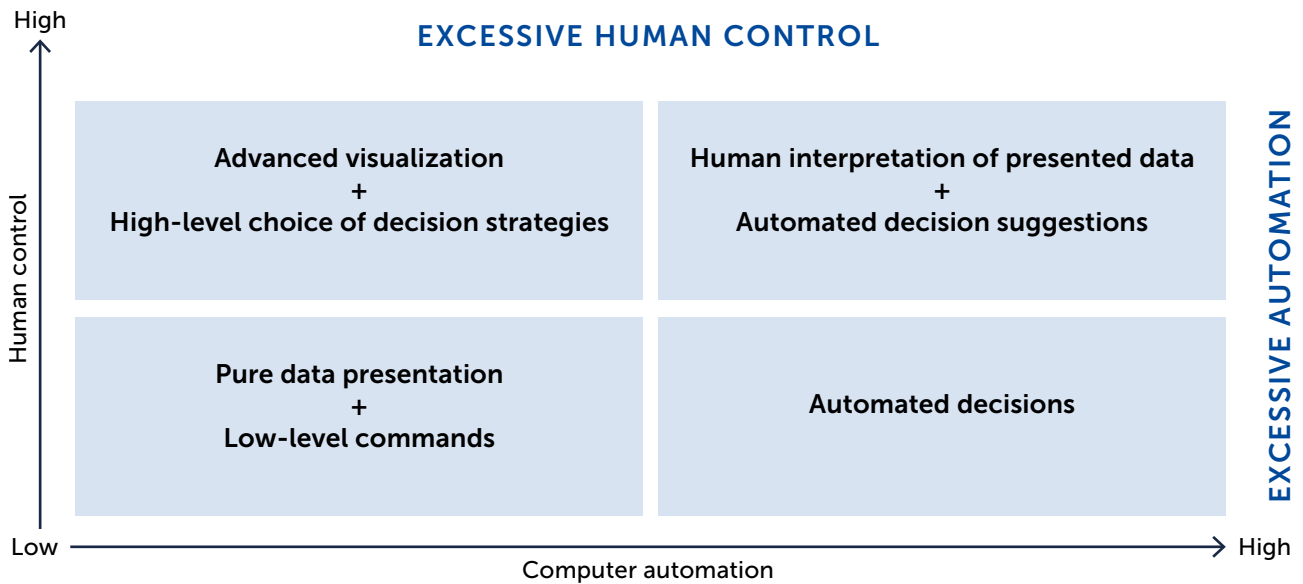 High
EXCESSIVE HUMAN CONTROL
Advanced visualization
+
High-level choice of decision strategies
Human interpretation of presented data
+
Automated decision suggestions
Human control
EXCESSIVE AUTOMATION
Pure data presentation
+
Low-level commands
Automated decisions
Low
High
Computer automation